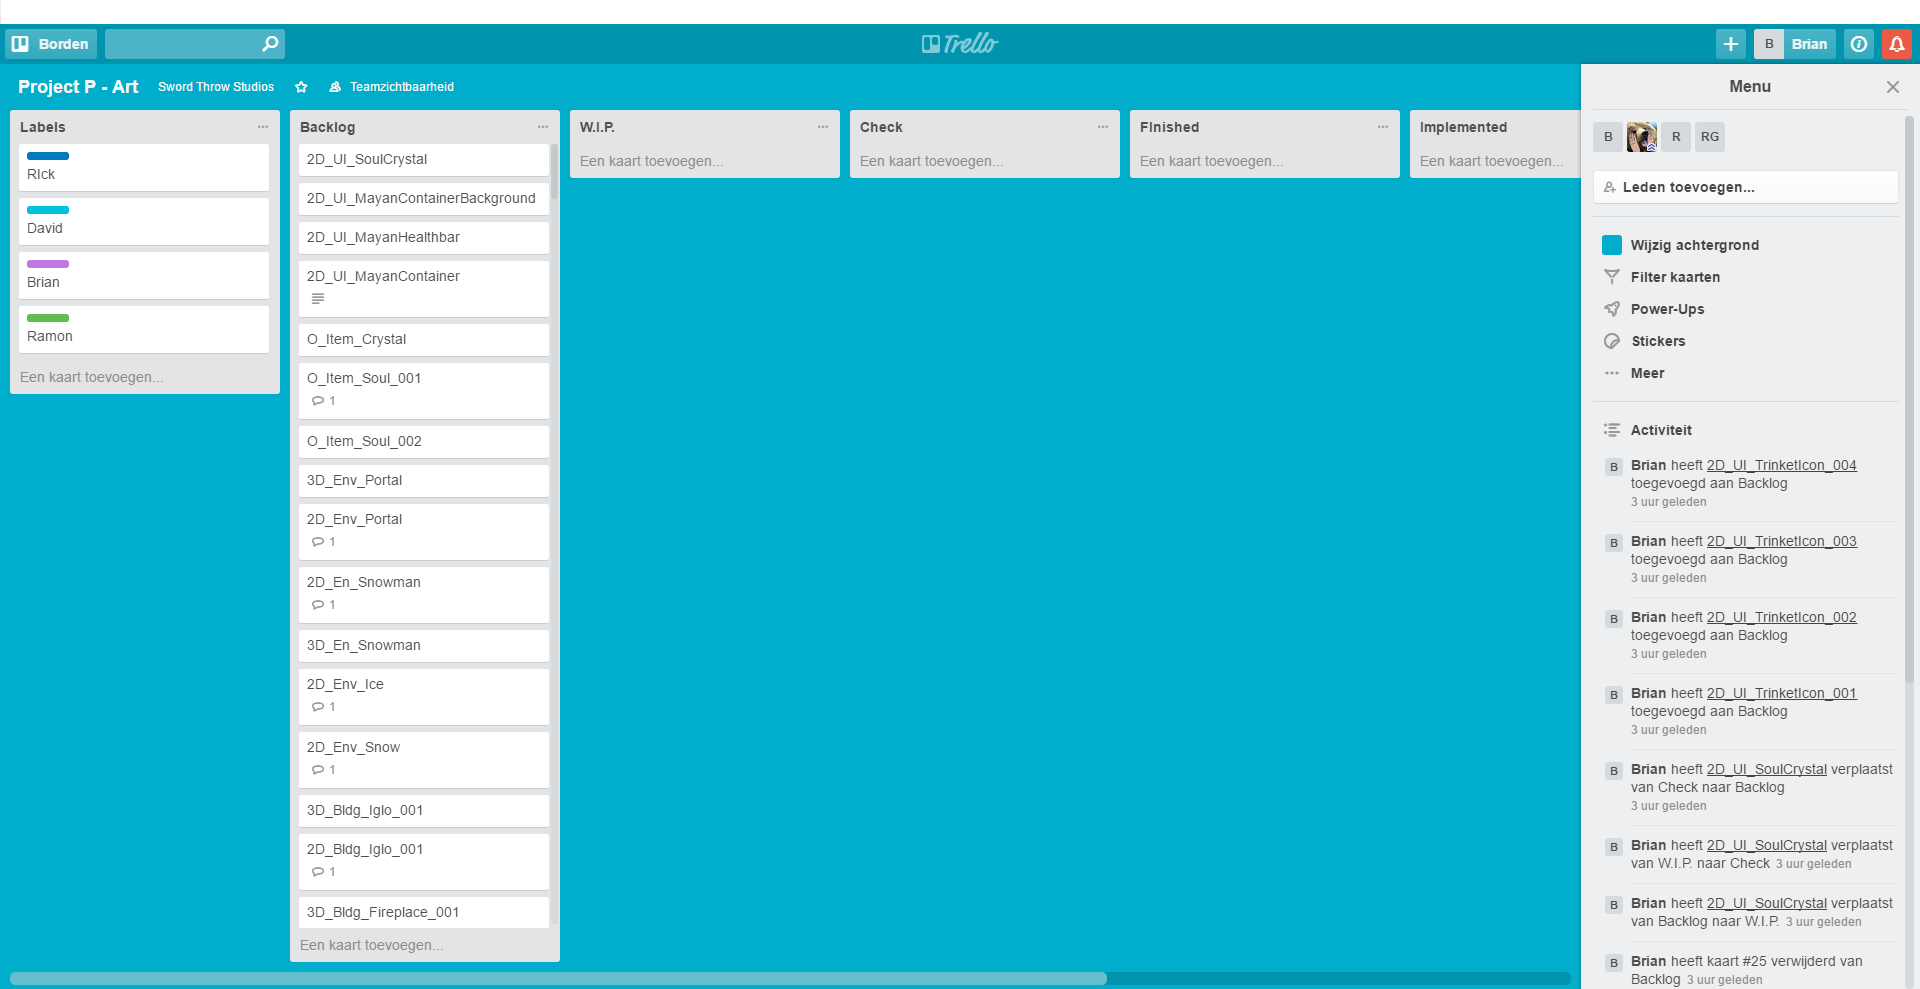 Borden
Trello
B Brian
Project P - Art
Sword Throw Studios
Teamzichtbaarheid
Labels
RIck
David
Brian
Ramon
Een kaart toevoegen...
Backlog
2D_UI_SoulCrystal
2D_UI_MayanContainerBackground
2D_UI_MayanHealthbar
2D_UI_MayanContainer
O_Item_Crystal
O_Item_Soul_001
1
O_Item_Soul_002
3D_Env_Portal
2D_Env_Portal
1
2D_En_Snowman
1
3D_En_Snowman
2D_Env_Ice
1
2D_Env_Snow
1
3D_Bldg_Iglo_001
2D_Bldg_Iglo_001
1
3D_Bldg_Fireplace_001
Een kaart toevoegen...
W.I.P.
Een kaart toevoegen...
Check
Een kaart toevoegen...
FInished
Een kaart toevoegen...
Implemented
Een kaart toevoegen...
Menu
B R RG
Leden toevoegen...
Wijzig achtergrond
Filter kaarten
Power-Ups
Stickers
Meer
Activiteit
B Brian heeft 2D_UI_TrinketIcon_004
toegevoegd aan Backlog
3 uur geleden
B Brian heeft 2D_UI_TrinketIcon_003
toegevoegd aan Backlog
3 uur geleden
B Brian heeft 2D_UI_TrinketIcon_002
toegevoegd aan Backlog
3 uur geleden
B Brian heeft 2D_UI_TrinketIcon_001
toegevoegd aan Backlog
3 uur geleden
B Brian heeft 2D_UI_SoulCrystal verplaatst
van Check naar Backlog
3 uur geleden
B Brian heeft 2D_UI_SoulCrystal verplaatst
van W.I.P. naar Check 3 uur geleden
B Brian heeft 2D_UI_SoulCrystal verplaatst
van Backlog naar W.I.P. 3 uur geleden
B Brian heeft kaart #25 verwijderd van
Backlog 3 uur geleden